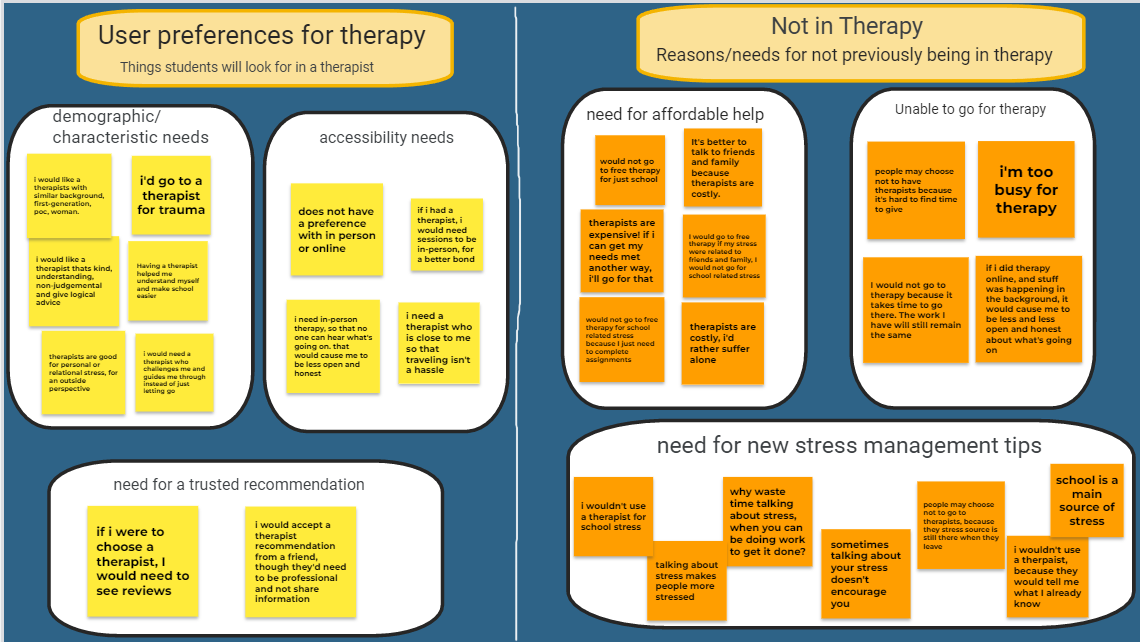 User preferences for therapy
Things students will look for in a therapist
demographic/
characteristic needs
i would like a
therapists with
similar background,
first-generation,
poc, woman.
i'd go to a
therapist
for trauma
i would like a
therapist thats kind,
understanding,
non-judgemental
and give logical
advice
Having a therapist
helped me
understand myself
and make school
easier
therapists are good
for personal or
relational stress, for
an outside
perspective
i would need a
therapist who
challenges me and
guides me through
instead of just
letting go
accessibility needs
does not have
a preference
with in person
or online
if i had a
therapist, i
would need
sessions to be
in-person, for
a better bond
i need in-person
therapy, so that no
one can hear what's
going on. that
would cause me to
be less open and
honest
i need a
therapist who
is close to me
so that
traveling isn't
a hassle
need for a trusted recommendation
if i were to
choose a
therapist, I
would need to
see reviews
i would accept a
therapist
recommendation
from a friend,
though they'd need
to be professional
and not share
information
Not in Therapy
Reasons/needs for not previously being in therapy
need for affordable help
would not go
to free therapy
for just school
It's better to
talk to friends
and family
because
therapists are
costly.
therapists are
expensive! if i
can get my
needs met
another way,
i'll go for that
I would go to free
therapy if my stress
were related to
friends and family, I
would not go for
school related stress
would not go to free
therapy for school
related stress
because I just need
to complete
assignments
therapists are
costly, i'd
rather suffer
alone
Unable to go for therapy
people may choose
not to have
therapists because
it's hard to find time
to give
i'm too
busy for
therapy
I would not go to
therapy because it
takes time to go
there. The work I
have will still remain
the same
if i did therapy
online, and stuff
was happening in
the background, it
would cause me to
be less and less
open and honest
about what's going
on
need for new stress management tips
i wouldn't use
a therapist for
school stress
talking about
stress makes
people more
stressed
why waste
time talking
about stress,
when you can
be doing work
to get it done?
sometimes
talking about
your stress
doesn't
encourage
you
people may choose
not to go to
therapists, because
they stress source is
still there when they
leave
school is a
main
source of
stress
i wouldn't use
a therpaist,
because they
would tell me
what I already
know